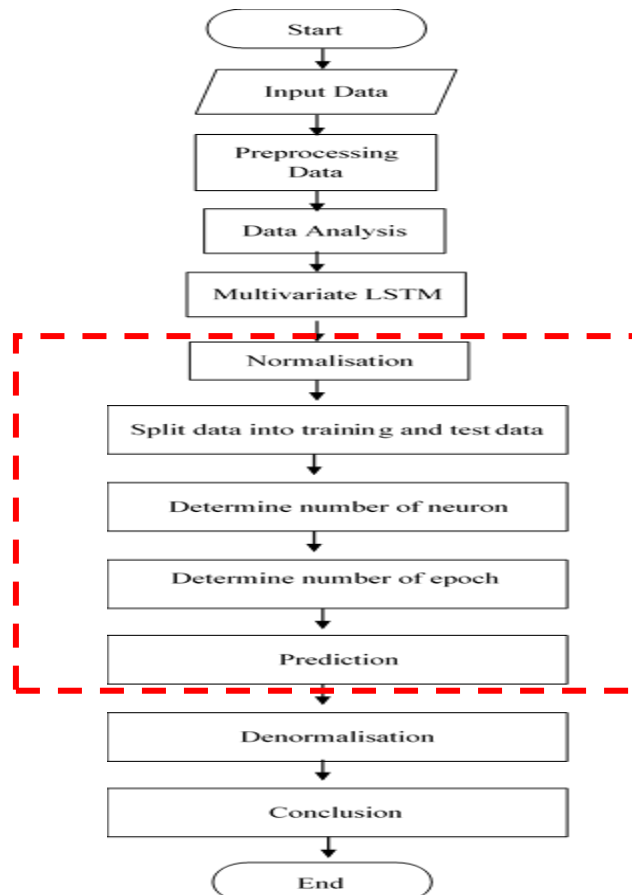 Start
Input Data
Preprocessing
Data
Data Analysis
Multivariate LSTM
Normalisation
Split data into training and test data
Determine number of neuron
Determine number of epoch
Prediction
Denormalisation
Conclusion
End